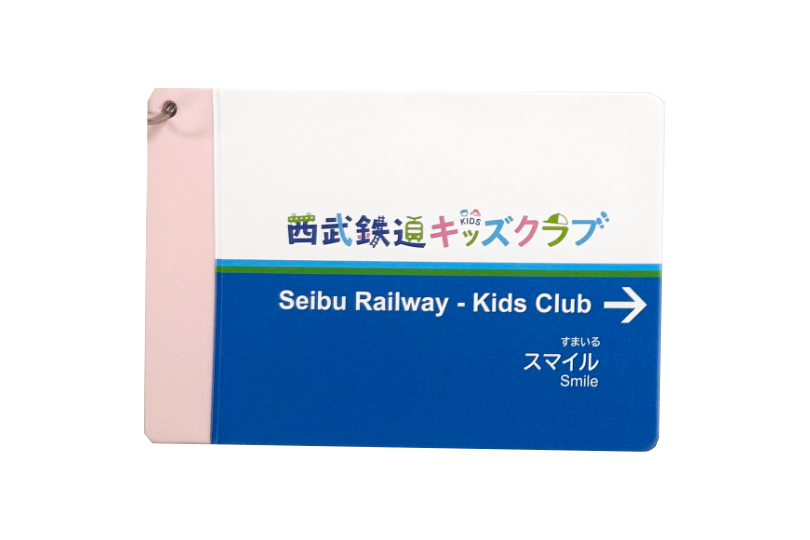 西武鉄道キッズクラブ
KIDS
Seibu Railway - Kids Club →
すまいる
スマイル
Smile